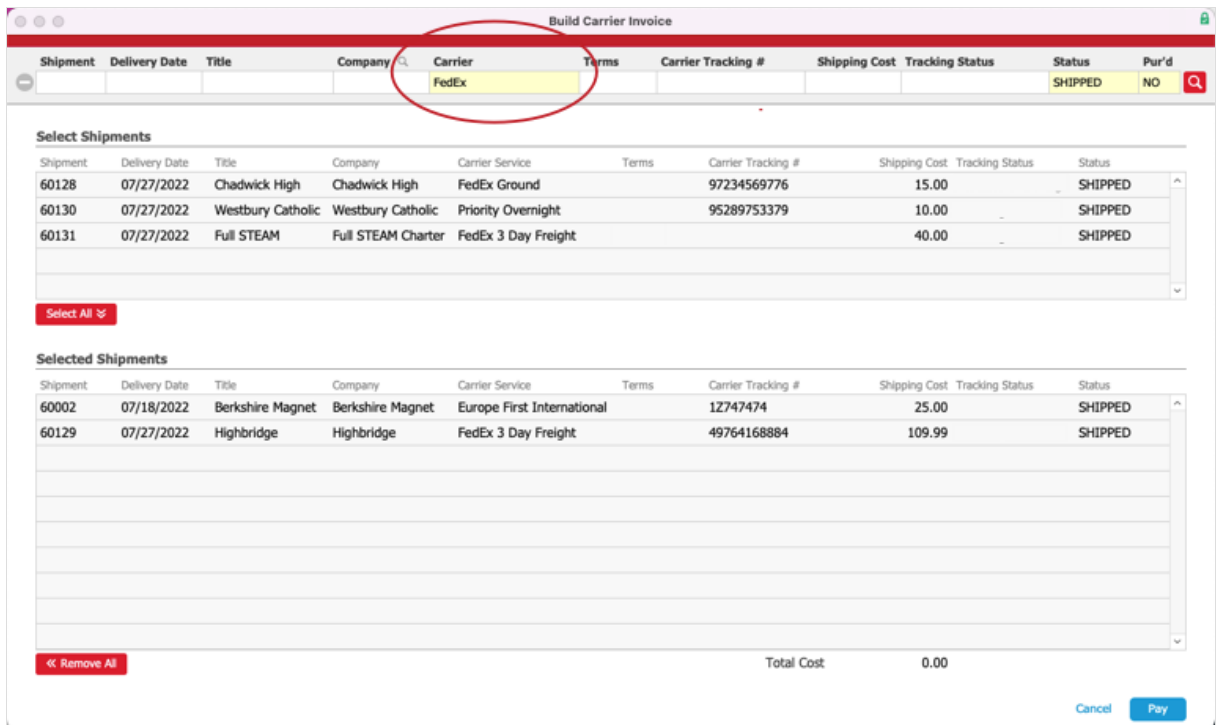 Build Carrier Invoice
Shipment Delivery Date Title Company Carrier Terms Carrier Tracking # Shipping Cost Tracking Status Status Pur'd
FedEx SHIPPED NO
Select Shipments
Shipment Delivery Date Title Company Carrier Service Terms Carrier Tracking # Shipping Cost Tracking Status Status
60128 07/27/2022 Chadwick High Chadwick High FedEx Ground 97234569776 15.00 SHIPPED
60130 07/27/2022 Westbury Catholic Westbury Catholic Priority Overnight 95289753379 10.00 SHIPPED
60131 07/27/2022 Full STEAM Full STEAM Charter FedEx 3 Day Freight 40.00 SHIPPED
Select All
Selected Shipments
Shipment Delivery Date Title Company Carrier Service Terms Carrier Tracking # Shipping Cost Tracking Status Status
60002 07/18/2022 Berkshire Magnet Berkshire Magnet Europe First International 1Z747474 25.00 SHIPPED
60129 07/27/2022 Highbridge Highbridge FedEx 3 Day Freight 49764168884 109.99 SHIPPED
Remove All Total Cost 0.00
Cancel Pay